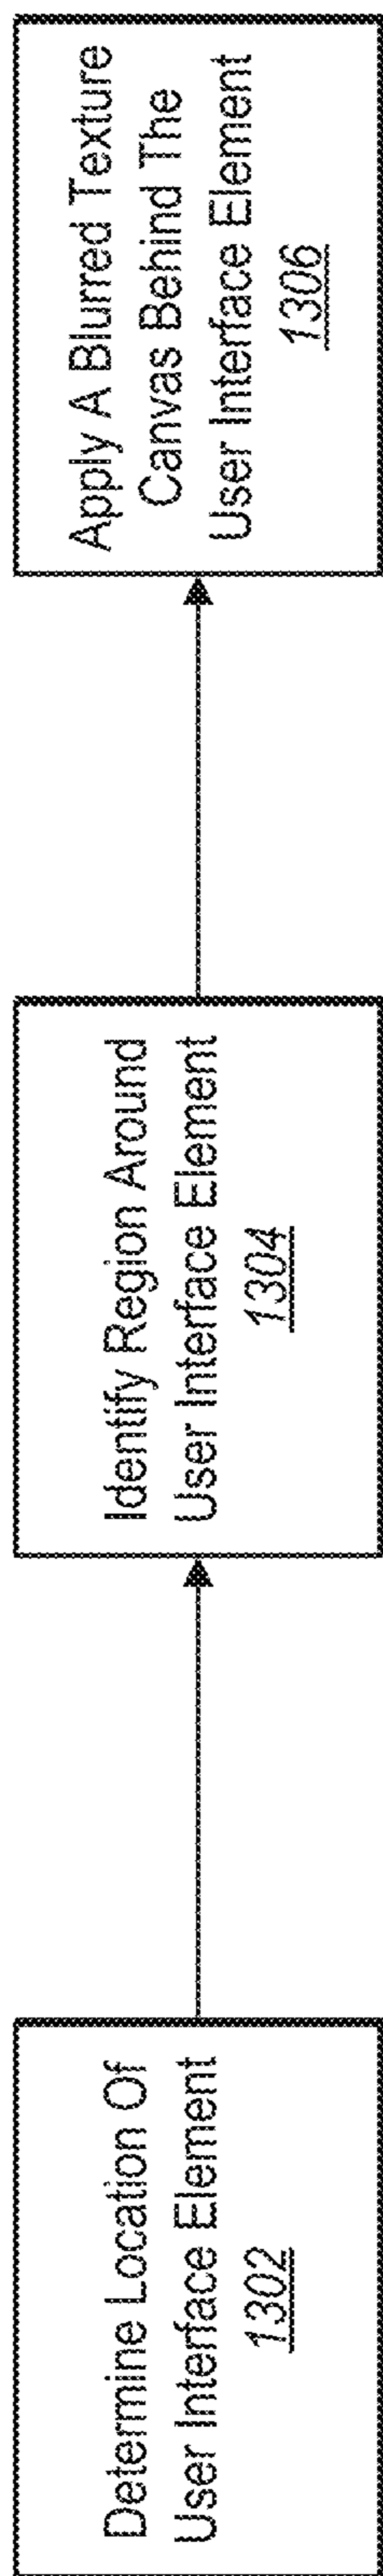 Determine Location Of
User Interface Element
1302
Identify Region Around
User Interface Element
1304
Apply A Blurred Texture
Canvas Behind The
User Interface Element
1306